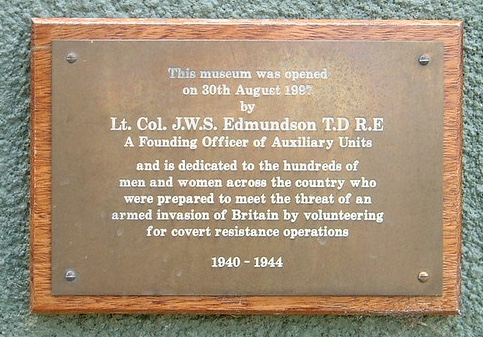 This museum was opened
on 30th August 1997
by
Lt. Col. J.W.S. Edmundson T.D R.E
A Founding Officer of Auxiliary Units
and is dedicated to the hundreds of
men and women across the country who
were prepared to meet the threat of an
armed invasion of Britain by volunteering
for covert resistance operations
1940 - 1944